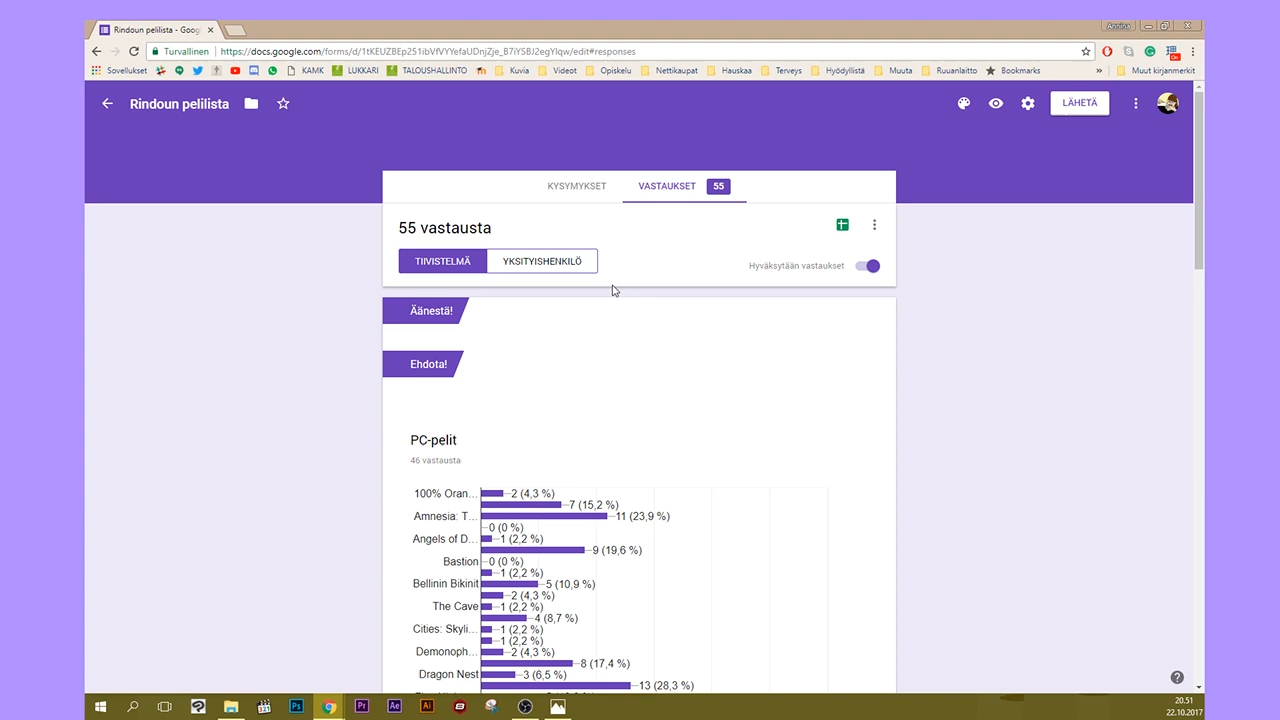 Rindoun pelilista - Goog
Annina
Turvallinen
https://docs.google.com/forms/d/1tKEUZBEp251ibVfVYYefaUDnjZje_B7iYSBJ2egYlqw/edit#responses
Sovellukset
KAMK
LUKKARI
TALOUSHALLINTO
Kuvia
Videot
Opiskelu
Nettikaupat
Hauskaa
Terveys
Hyödyllistä
Muuta
Ruuanlaitto
Bookmarks
»
Muut kirjanmerkit
Rindoun pelilista
LÄHETÄ
KYSYMYKSET
VASTAUKSET 55
55 vastausta
TIIVISTELMÄ
YKSITYISHENKILÖ
Hyväksytään vastaukset
Äänestä!
Ehdota!
PC-pelit
46 vastausta
100% Oran... 2 (4,3 %)
7 (15,2 %)
Amnesia: T... 11 (23,9 %)
0 (0 %)
Angels of D... 1 (2,2 %)
9 (19,6 %)
Bastion 0 (0 %)
1 (2,2 %)
Bellinin Bikinit 5 (10,9 %)
2 (4,3 %)
The Cave 1 (2,2 %)
4 (8,7 %)
Cities: Skyli... 1 (2,2 %)
1 (2,2 %)
Demonoph... 2 (4,3 %)
8 (17,4 %)
Dragon Nest 3 (6,5 %)
13 (28,3 %)
Ps
Pr
Ae
Ai
20.51
22.10.2017